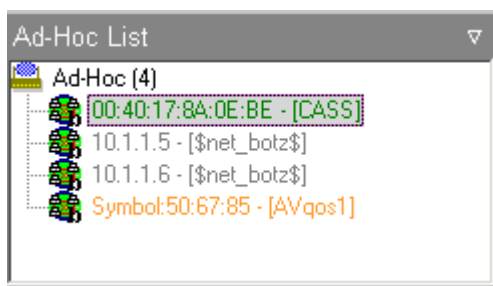 Ad-Hoc List
Ad-Hoc (4)
00:40:17:8A:0E:BE - [CASS]
10.1.1.5 - [$net_botz$]
10.1.1.6 - [$net_botz$]
Symbol:50:67:85 - [AVqos1]